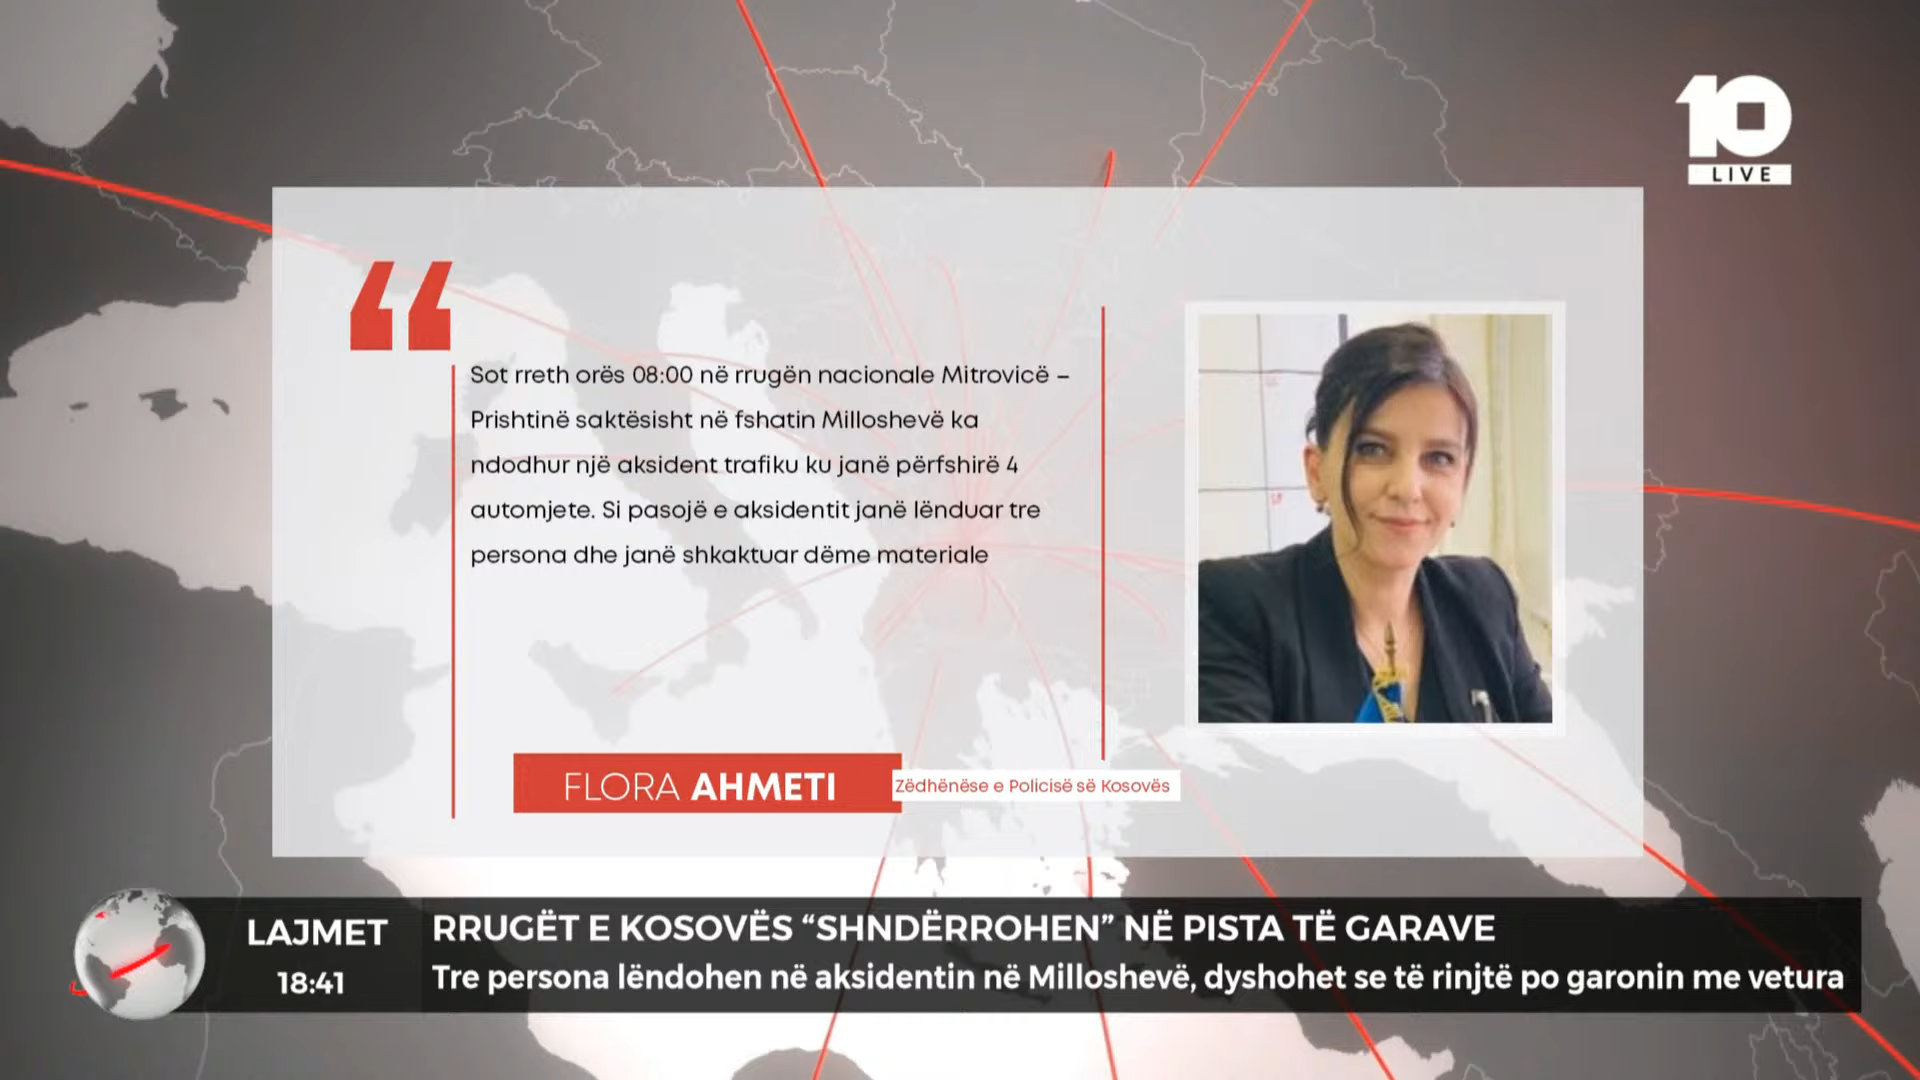 10
LIVE
“
Sot rreth orës 08:00 në rrugën nacionale Mitrovicë –
Prishtinë saktësisht në fshatin Milloshevë ka
ndodhur një aksident trafiku ku janë përfshirë 4
automjete. Si pasojë e aksidentit janë lënduar tre
persona dhe janë shkaktuar dëme materiale
FLORA AHMETI
Zëdhënëse e Policisë së Kosovës
LAJMET
18:41
RRUGËT E KOSOVËS “SHNDËRROHEN” NË PISTA TË GARAVE
Tre persona lëndohen në aksidentin në Milloshevë, dyshohet se të rinjtë po garonin me vetura